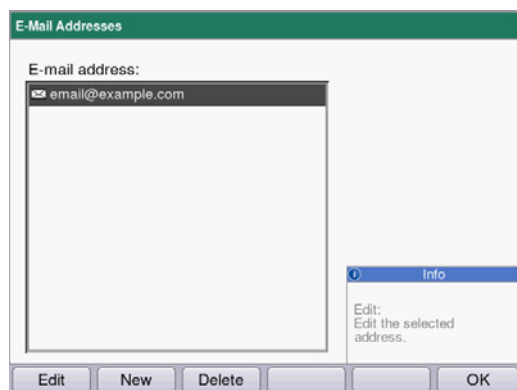 E-Mail Addresses
E-mail address:
email@example.com
Info
Edit:
Edit the selected
address.
Edit
New
Delete
OK